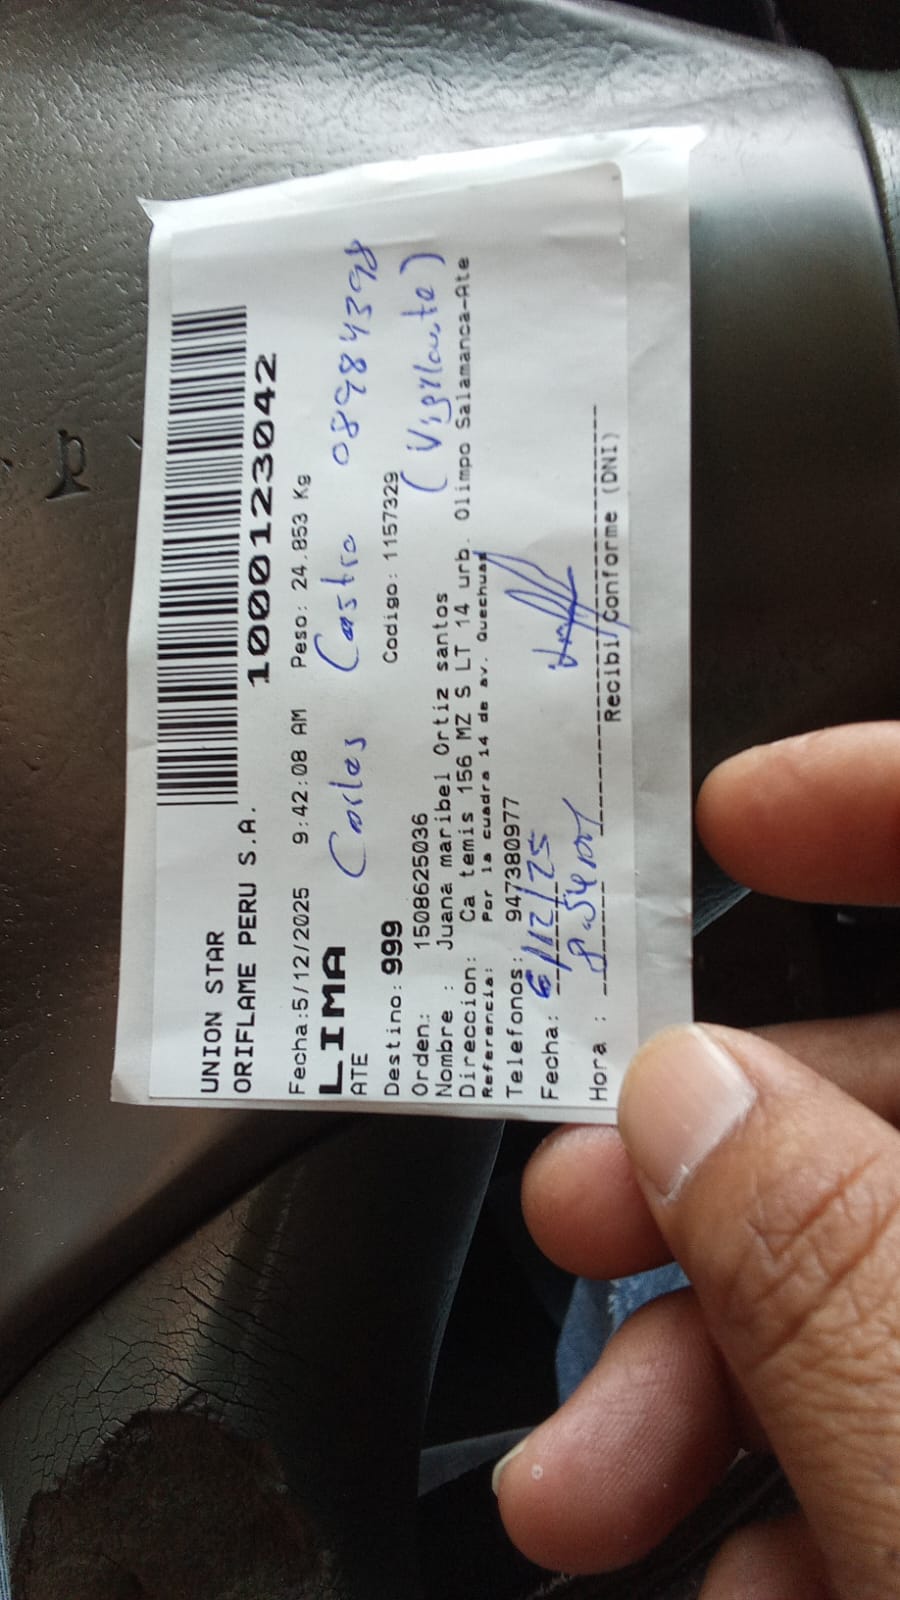 UNION STAR
ORIFLAME PERU S.A. 1000123042
Fecha:5/12/2025 9:42:08 AM Peso: 24.853 Kg
LIMA
Carlos Castro 08984398
ATE
Destino: 999 Codigo: 1157329
(Vigilante)
Orden.: 1508625036
Nombre : Juana maribel Ortiz santos
Direccion: Ca temis 156 MZ S LT 14 urb. Olimpo Salamanca-Ate
Referencia: Por la cuadra 14 de av. Quechuas
Telefonos: 947380977
Fecha: 6/12/25
Hora :
Recibi Conforme (DNI)